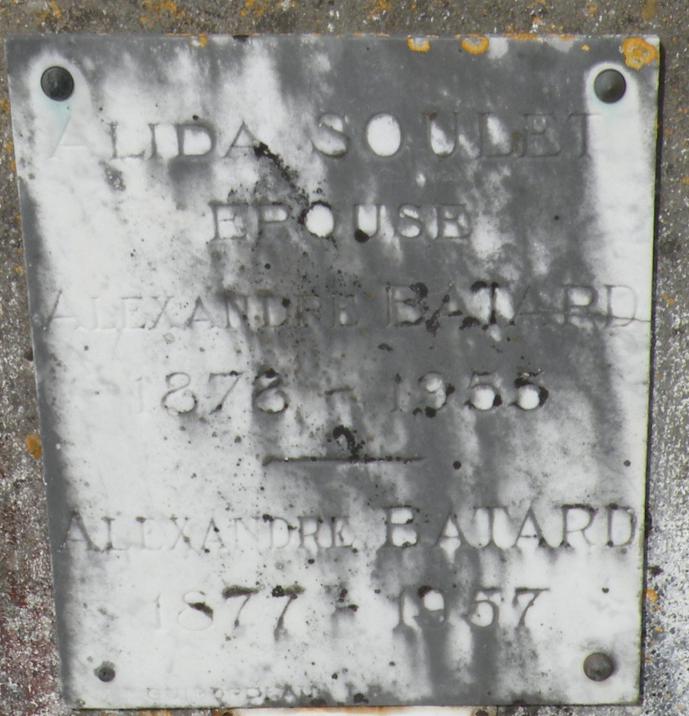 ALIDA SOULET
EPOUSE
ALEXANDRE BATARD
1878 - 1955
ALEXANDRE BATARD
1877 - 1957